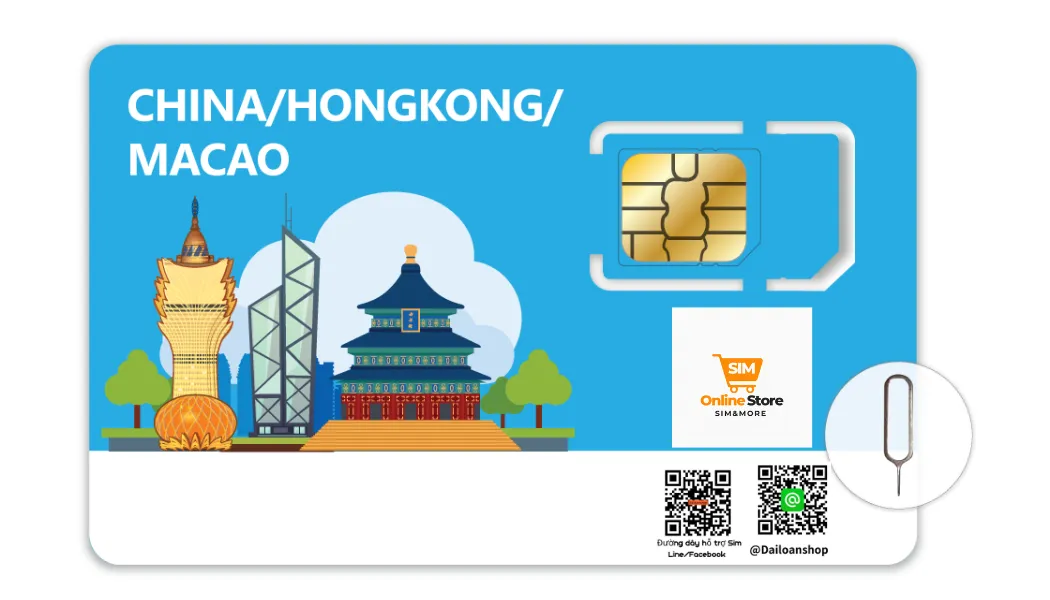 CHINA/HONGKONG/
MACAO
SIM
Online Store
SIM&MORE
Đường dây hỗ trợ Sim
Line/Facebook
@Dailoanshop